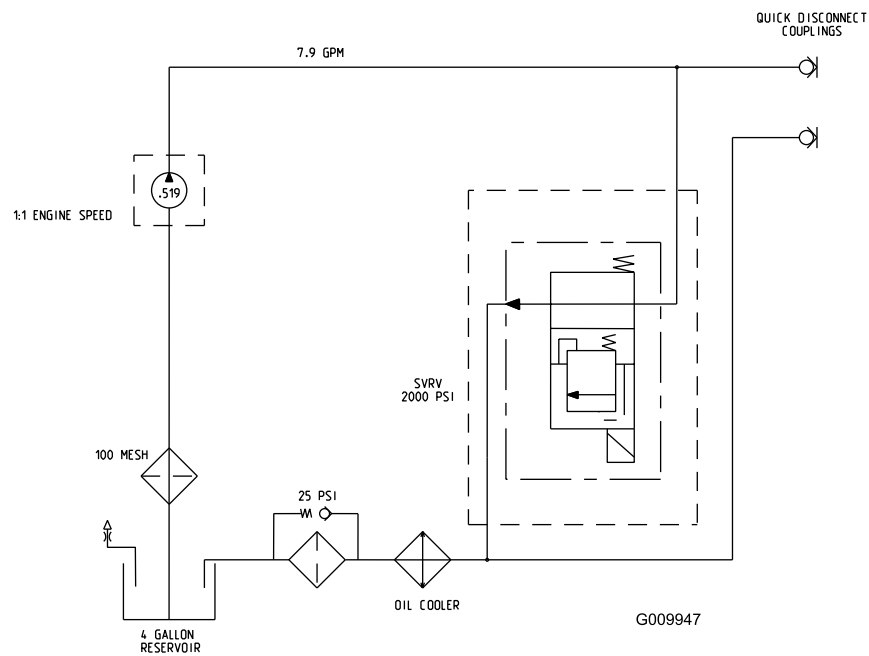 QUICK DISCONNECT
COUPLINGS
7.9 GPM
.519
1:1 ENGINE SPEED
SVRV
2000 PSI
100 MESH
25 PSI
OIL COOLER
4 GALLON
RESERVOIR
G009947